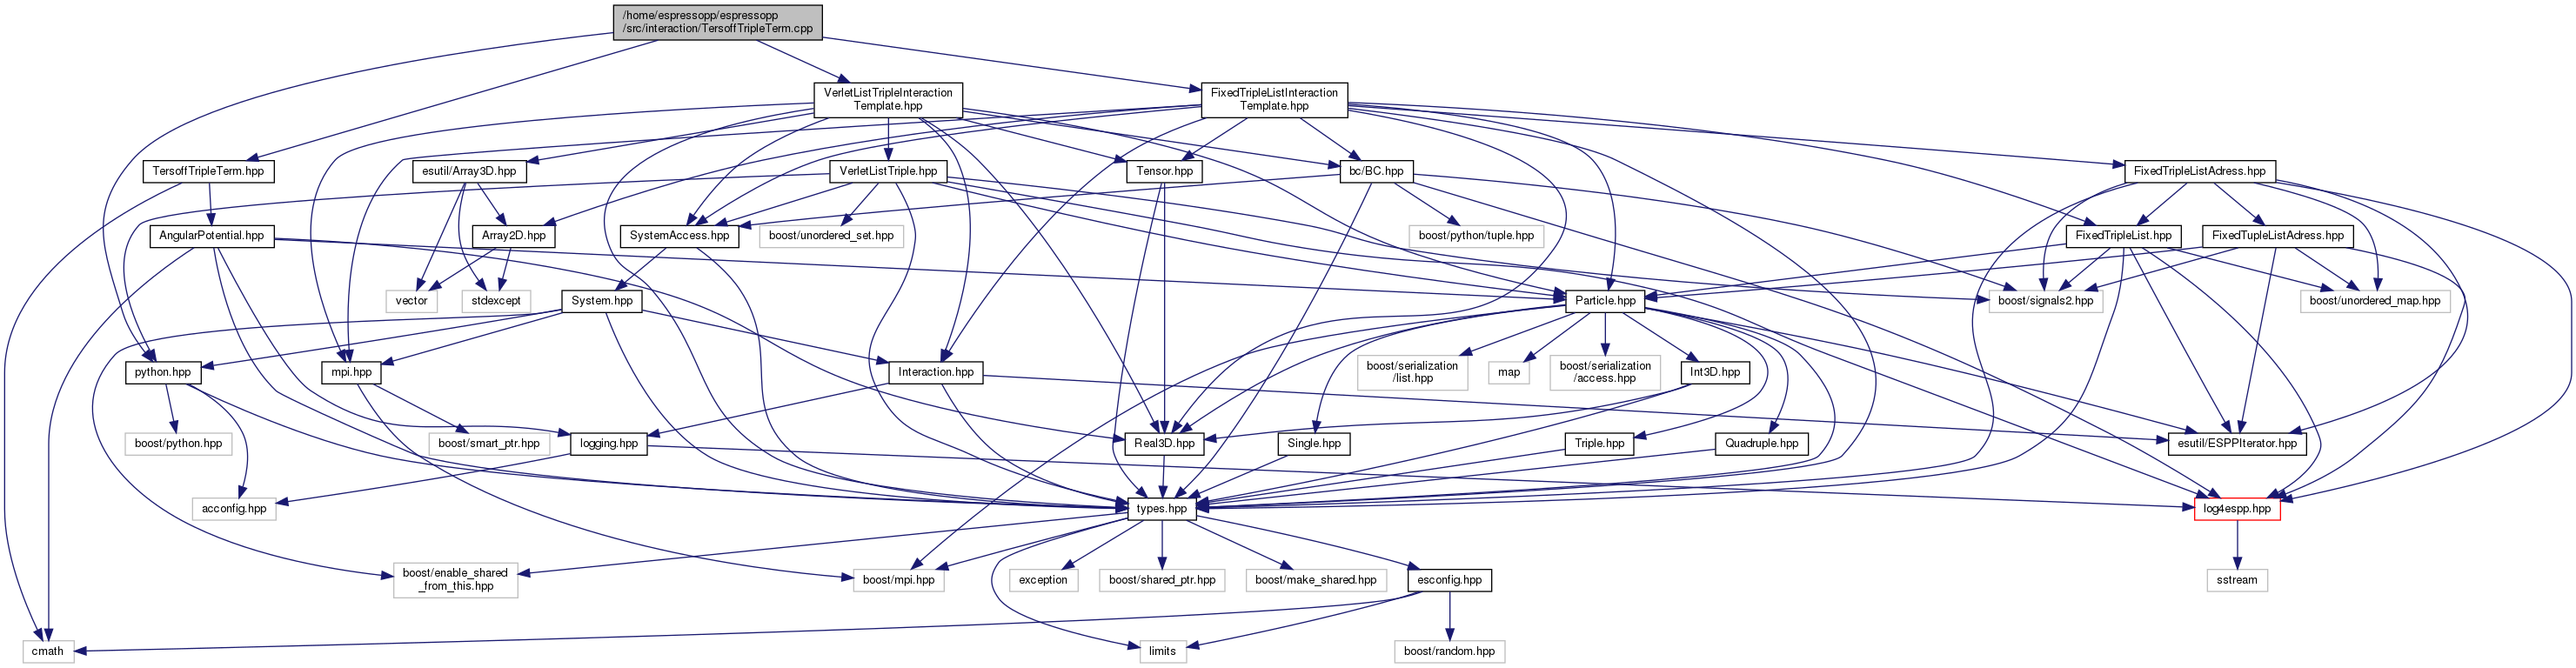 /home/espressopp/espressopp
/src/interaction/TersoffTripleTerm.cpp
VerletListTripleInteraction
Template.hpp
FixedTripleListInteraction
Template.hpp
TersoffTripleTerm.hpp
esutil/Array3D.hpp
VerletListTriple.hpp
Tensor.hpp
bc/BC.hpp
FixedTripleListAdress.hpp
AngularPotential.hpp
Array2D.hpp
SystemAccess.hpp
boost/unordered_set.hpp
boost/python/tuple.hpp
FixedTripleList.hpp
FixedTupleListAdress.hpp
vector
stdexcept
System.hpp
Particle.hpp
boost/signals2.hpp
boost/unordered_map.hpp
python.hpp
mpi.hpp
Interaction.hpp
boost/serialization
/list.hpp
map
boost/serialization
/access.hpp
Int3D.hpp
boost/python.hpp
boost/smart_ptr.hpp
logging.hpp
Real3D.hpp
Single.hpp
Triple.hpp
Quadruple.hpp
esutil/ESPPIterator.hpp
acconfig.hpp
types.hpp
log4espp.hpp
boost/enable_shared
_from_this.hpp
boost/mpi.hpp
exception
boost/shared_ptr.hpp
boost/make_shared.hpp
esconfig.hpp
sstream
cmath
limits
boost/random.hpp